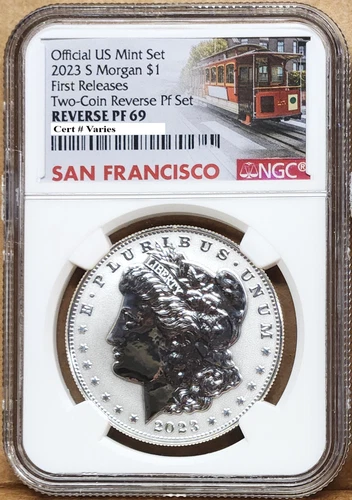 Official US Mint Set
2023 S Morgan $1
First Releases
Two-Coin Reverse Pf Set
REVERSE PF 69
Cert # Varies
SAN FRANCISCO
NGC®
E · PLURIBUS · UNUM
LIBERTY
2023